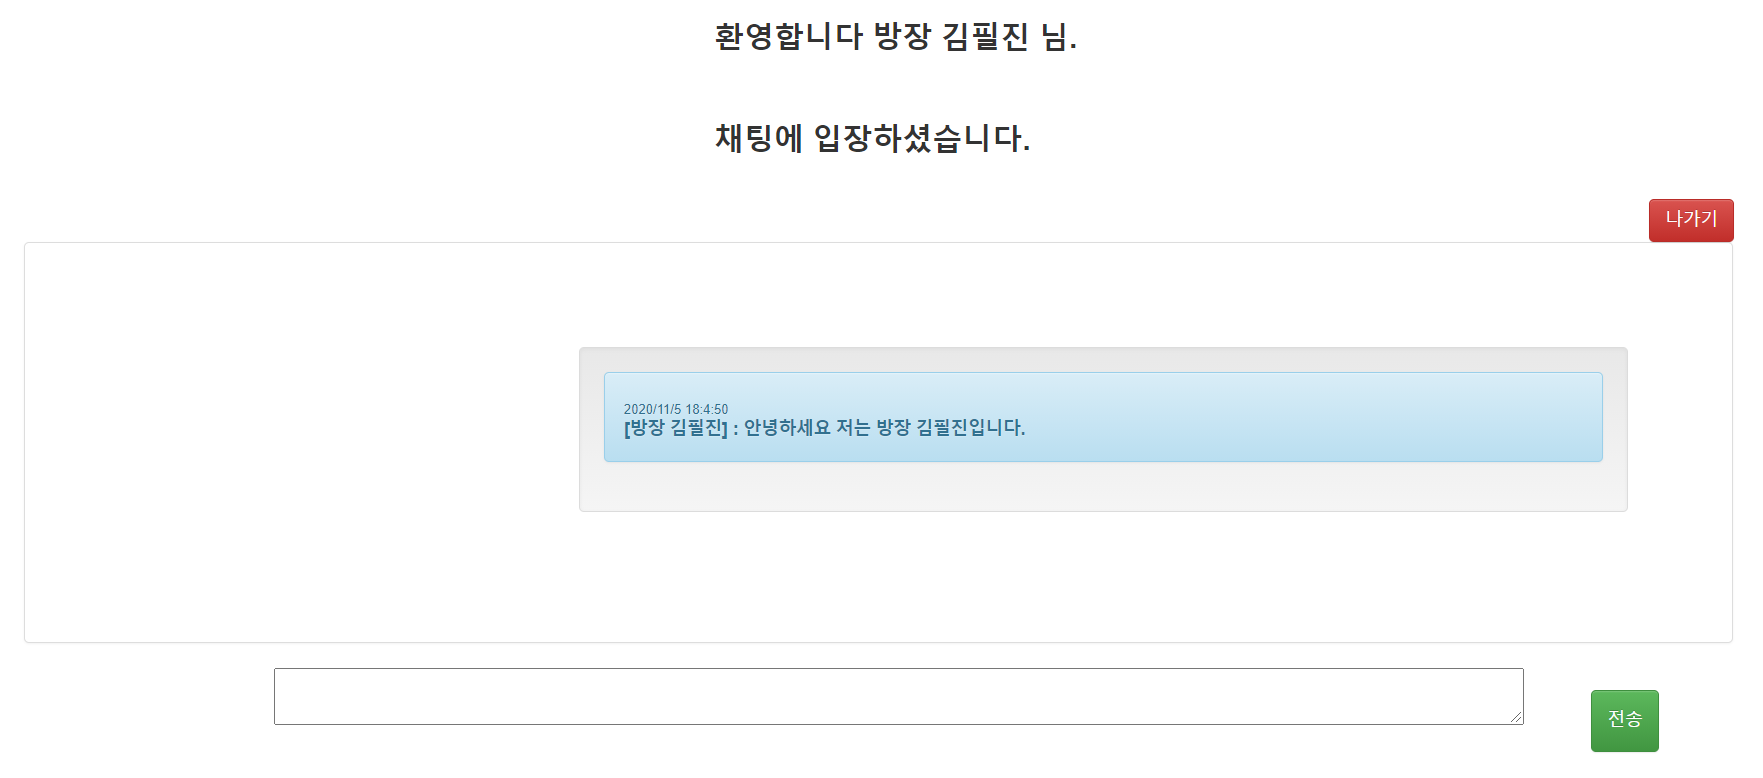 환영합니다 방장 김필진 님.
채팅에 입장하셨습니다.
나가기
2020/11/5 18:4:50
[방장 김필진] : 안녕하세요 저는 방장 김필진입니다.
전송